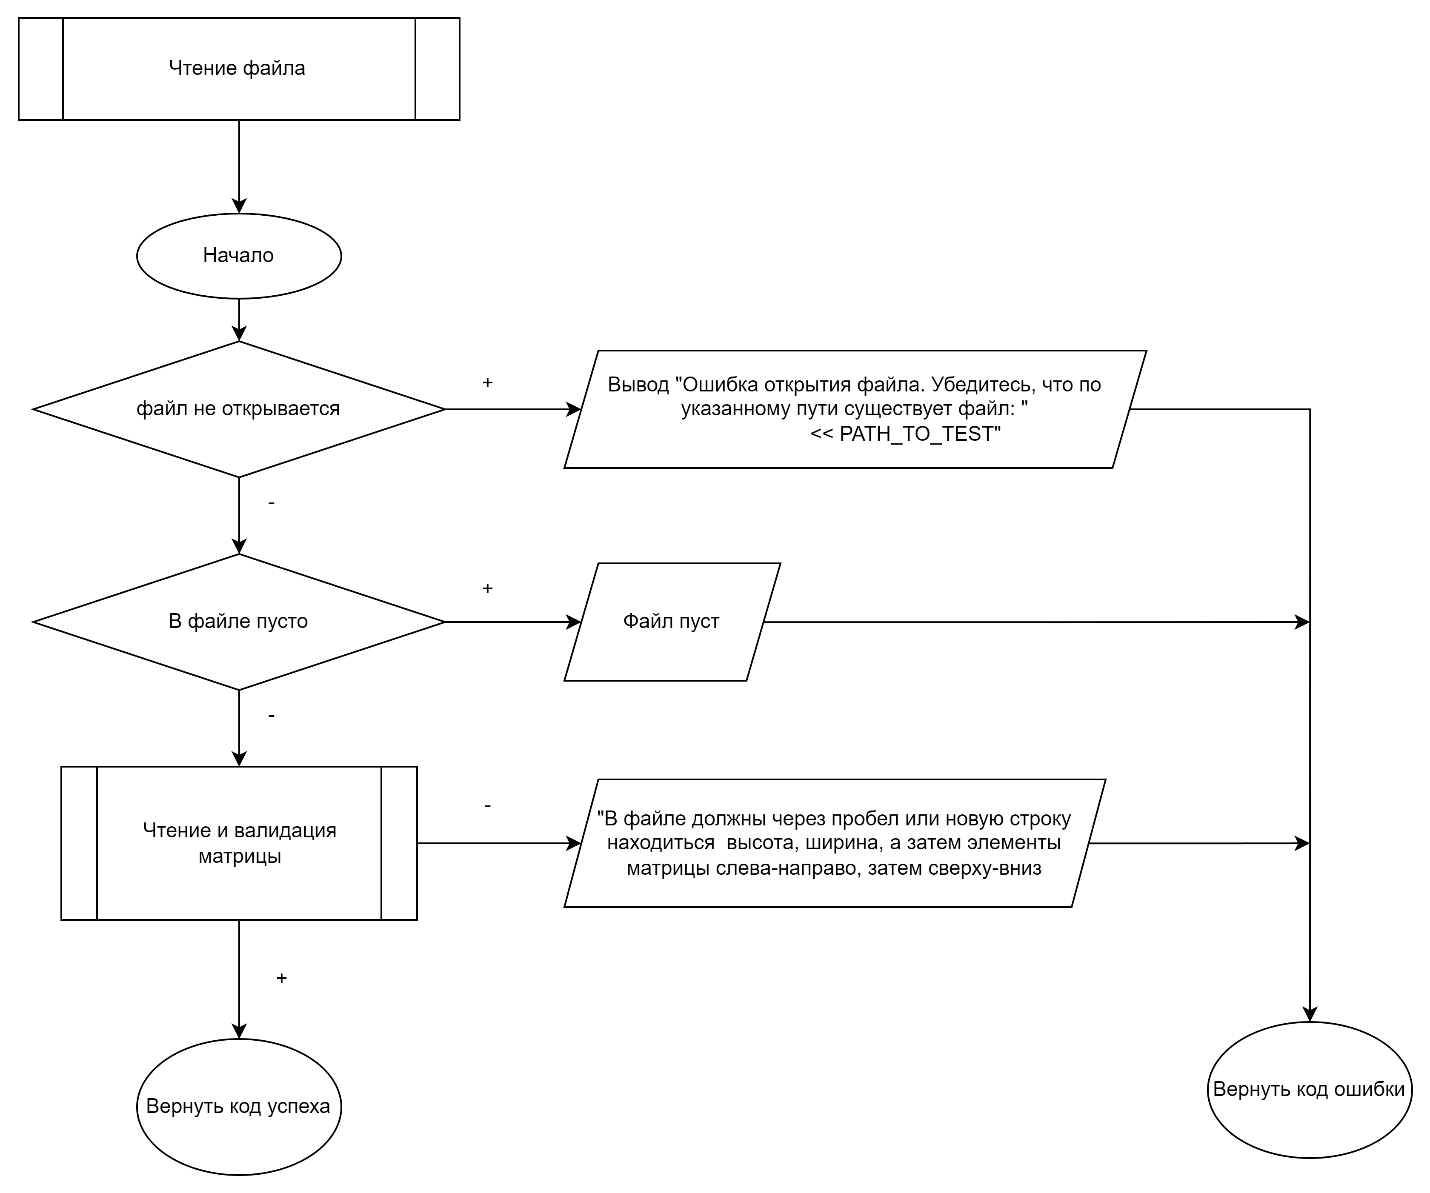 Чтение файла
Начало
файл не открывается
+
Вывод "Ошибка открытия файла. Убедитесь, что по
указанному пути существует файл: "
<< PATH_TO_TEST"
-
В файле пусто
+
Файл пуст
-
Чтение и валидация
матрицы
-
"В файле должны через пробел или новую строку
находиться  высота, ширина, а затем элементы
матрицы слева-направо, затем сверху-вниз
+
Вернуть код успеха
Вернуть код ошибки